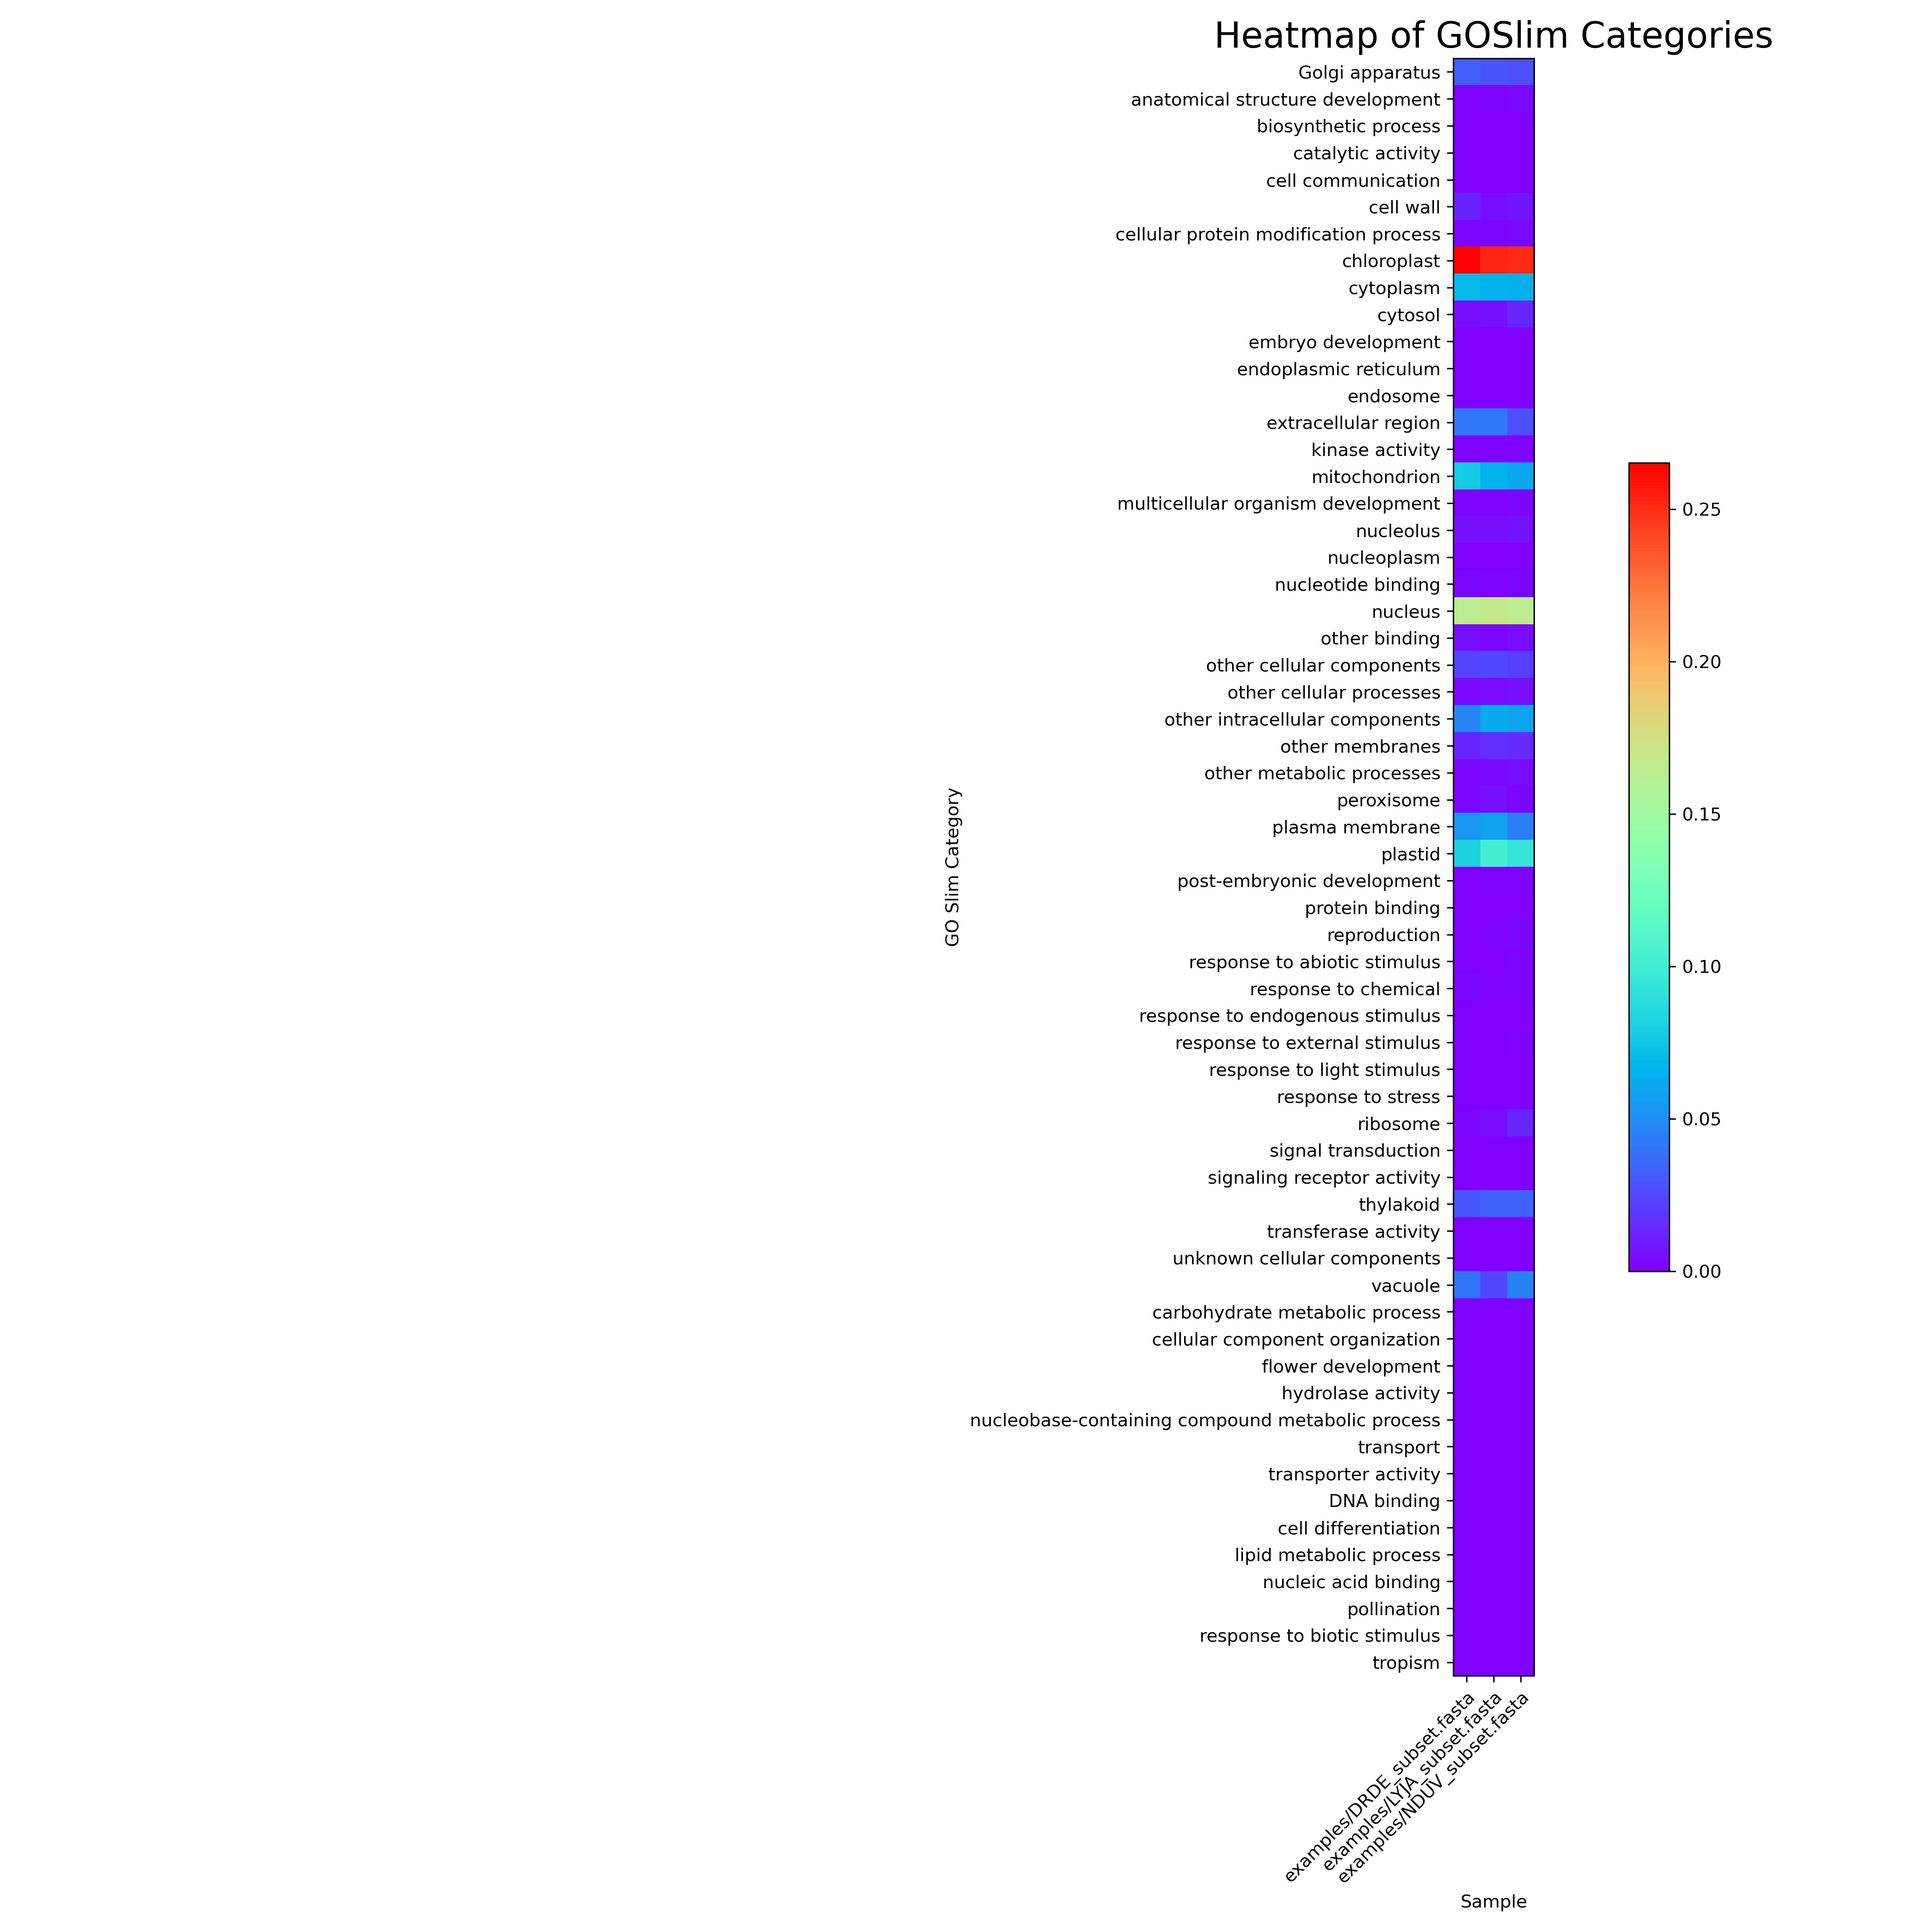 Heatmap of GOSlim Categories
Golgi apparatus
anatomical structure development
biosynthetic process
catalytic activity
cell communication
cell wall
cellular protein modification process
chloroplast
cytoplasm
cytosol
embryo development
endoplasmic reticulum
endosome
extracellular region
kinase activity
mitochondrion
multicellular organism development
nucleolus
nucleoplasm
nucleotide binding
nucleus
other binding
other cellular components
other cellular processes
other intracellular components
other membranes
other metabolic processes
peroxisome
plasma membrane
plastid
post-embryonic development
protein binding
reproduction
response to abiotic stimulus
response to chemical
response to endogenous stimulus
response to external stimulus
response to light stimulus
response to stress
ribosome
signal transduction
signaling receptor activity
thylakoid
transferase activity
unknown cellular components
vacuole
carbohydrate metabolic process
cellular component organization
flower development
hydrolase activity
nucleobase-containing compound metabolic process
transport
transporter activity
DNA binding
cell differentiation
lipid metabolic process
nucleic acid binding
pollination
response to biotic stimulus
tropism
GO Slim Category
0.25
0.20
0.15
0.10
0.05
0.00
examples/DRDE_subset.fasta
examples/LYJA_subset.fasta
examples/NDUV_subset.fasta
Sample